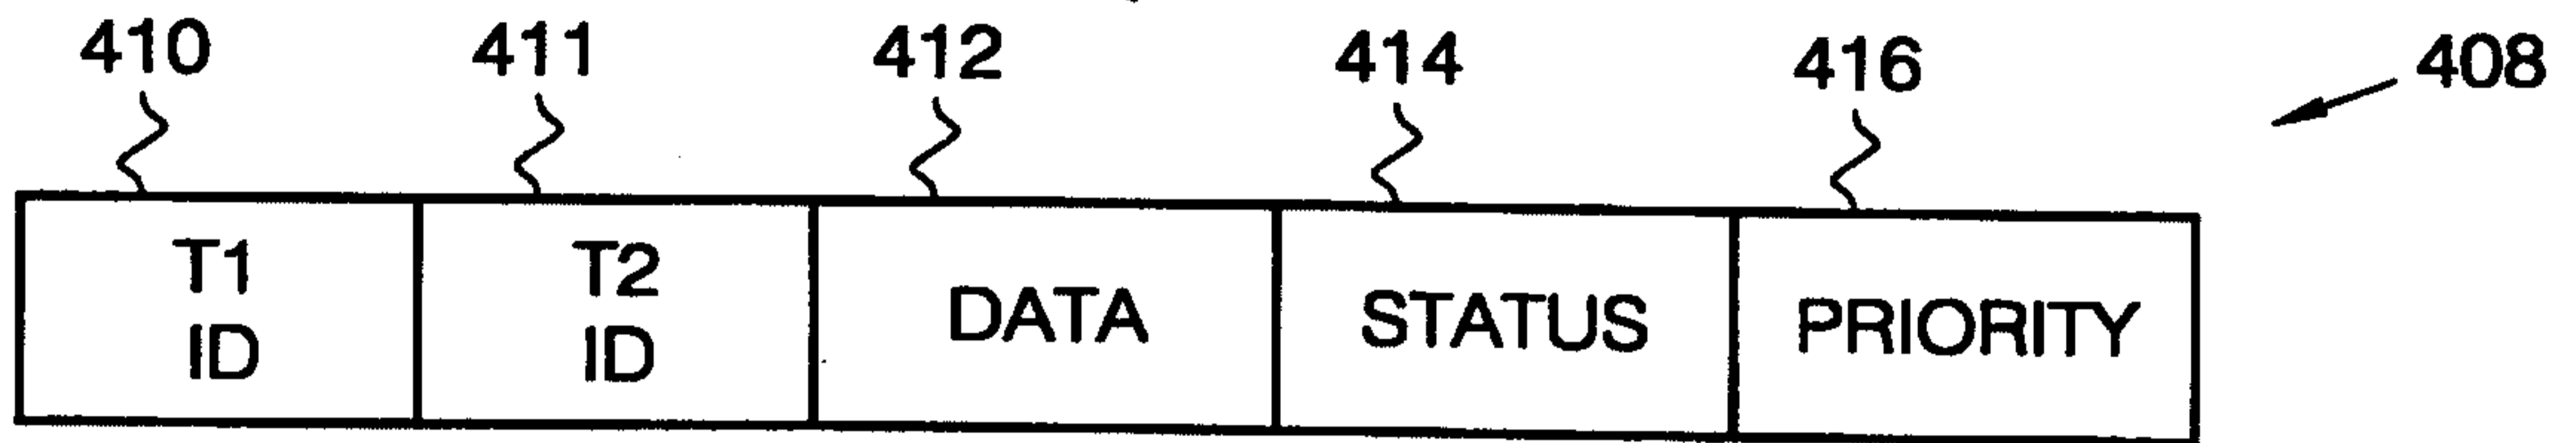 410 411 412 414 416 408
T1 ID
T2 ID
DATA
STATUS
PRIORITY